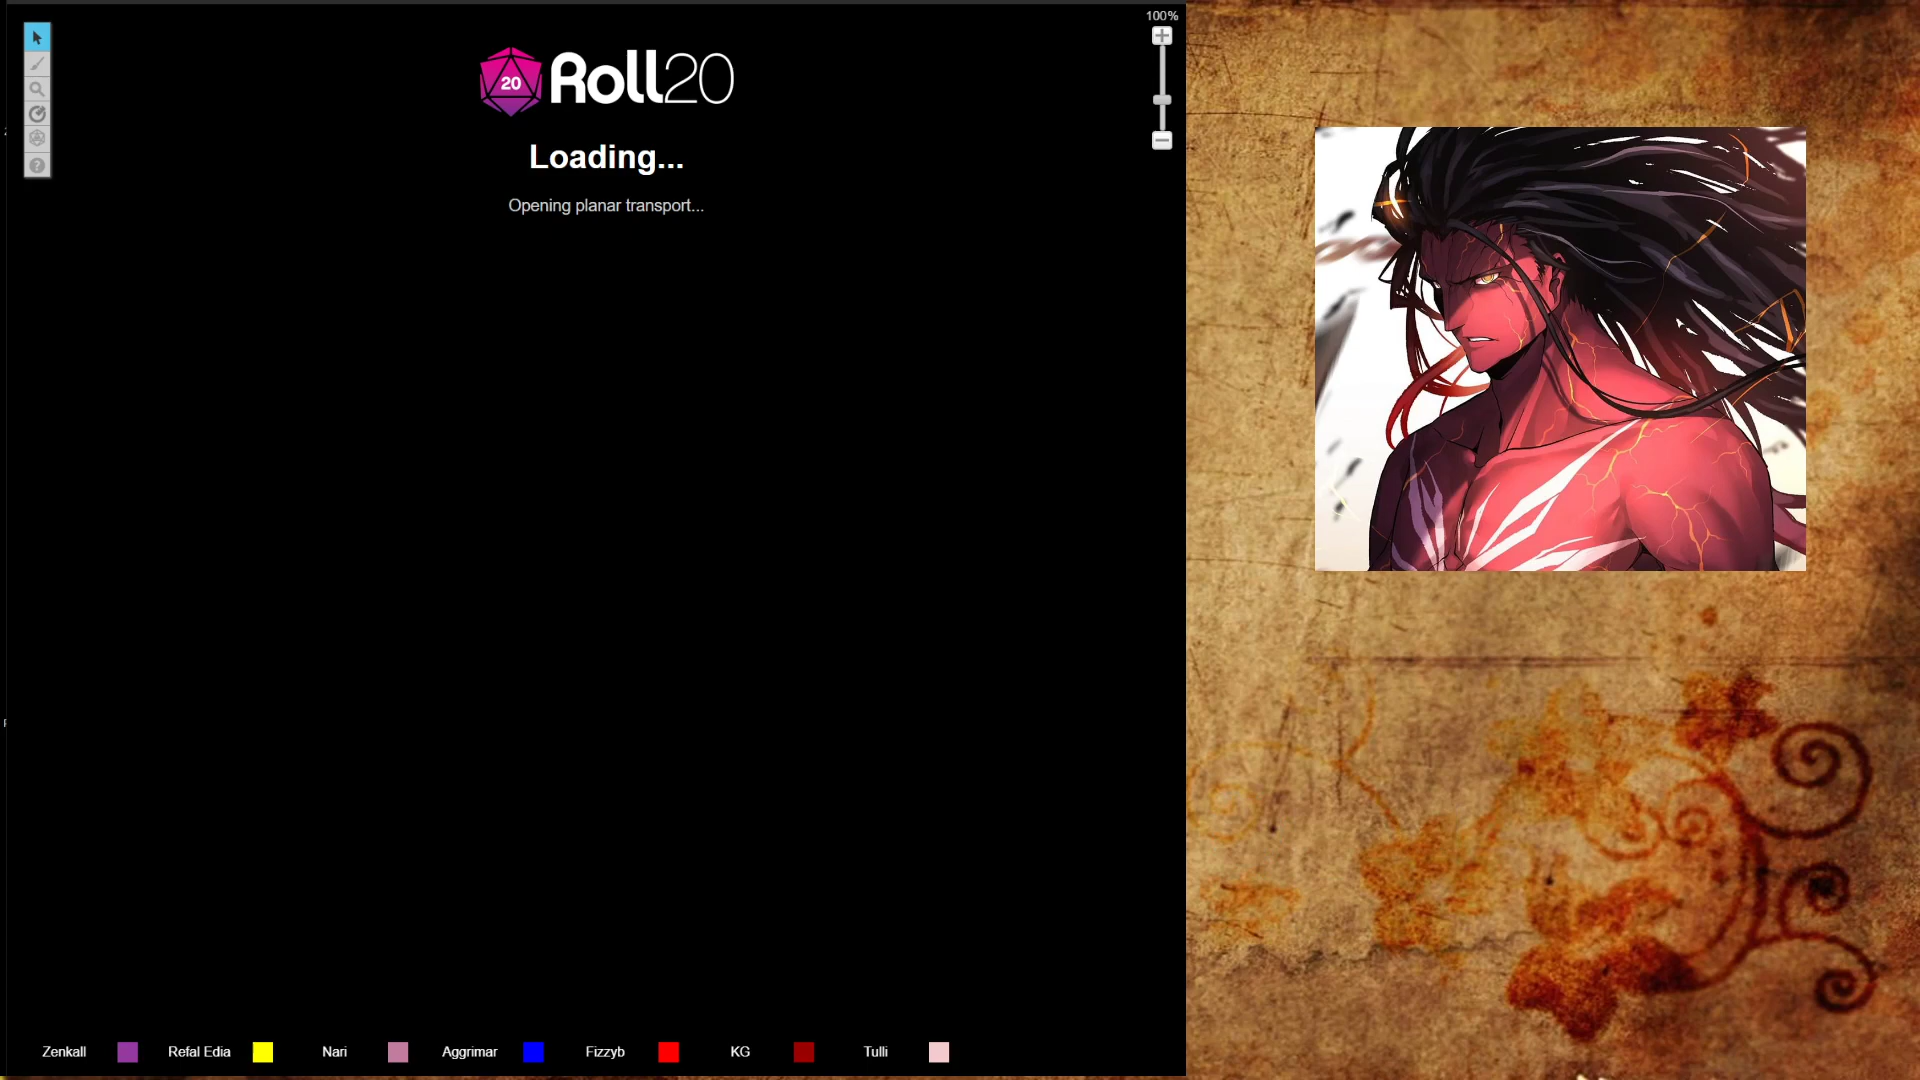 100%
20 Roll20
Loading...
Opening planar transport...
Zenkall Refal Edia Nari Aggrimar Fizzyb KG Tulli